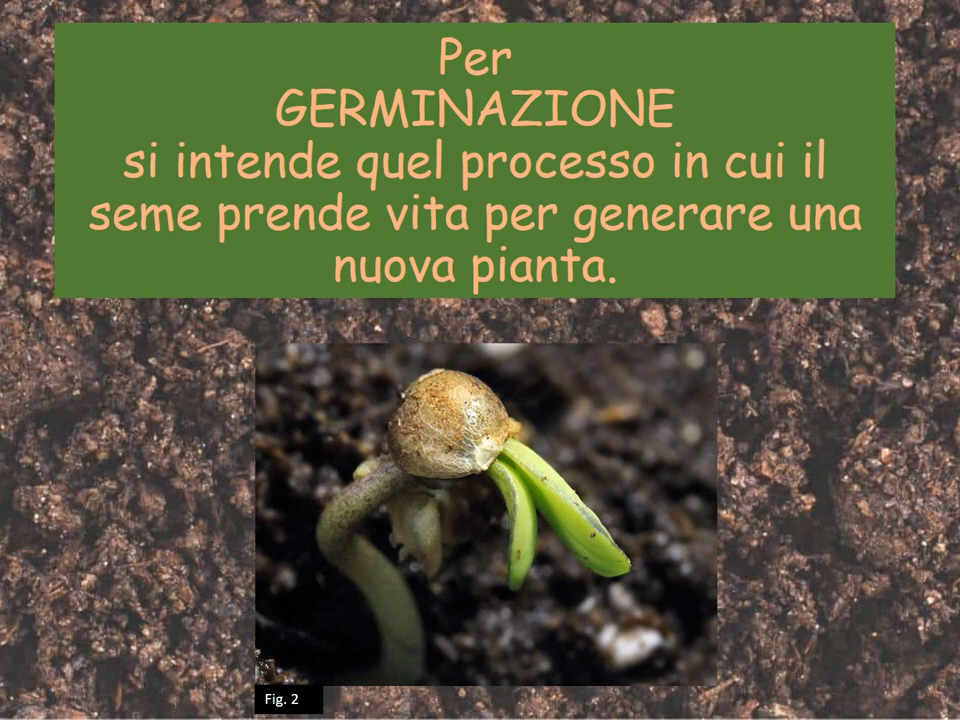 Per
GERMINAZIONE
si intende quel processo in cui il
seme prende vita per generare una
nuova pianta.
Fig. 2